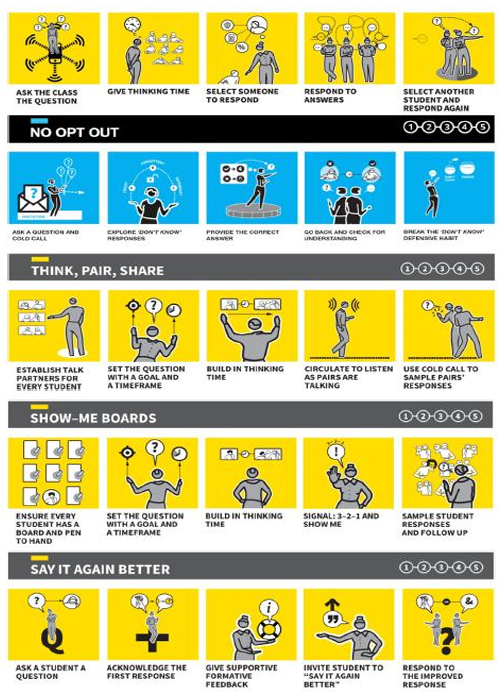 ASK THE CLASS
THE QUESTION
GIVE THINKING TIME
SELECT SOMEONE
TO RESPOND
RESPOND TO
ANSWERS
SELECT ANOTHER
STUDENT AND
RESPOND AGAIN
NO OPT OUT
1 2 3 4 5
ASK A QUESTION AND
COLD CALL
EXPLORE ‘DON’T KNOW’
RESPONSES
PROVIDE THE CORRECT
ANSWER
GO BACK AND CHECK FOR
UNDERSTANDING
BREAK THE ‘DON’T KNOW’
DEFENSIVE HABIT
THINK, PAIR, SHARE
1 2 3 4 5
ESTABLISH TALK
PARTNERS FOR
EVERY STUDENT
SET THE QUESTION
WITH A GOAL AND
A TIMEFRAME
BUILD IN THINKING
TIME
CIRCULATE TO LISTEN
AS PAIRS ARE
TALKING
USE COLD CALL TO
SAMPLE PAIRS’
RESPONSES
SHOW–ME BOARDS
1 2 3 4 5
ENSURE EVERY
STUDENT HAS A
BOARD AND PEN
TO HAND
SET THE QUESTION
WITH A GOAL AND
A TIMEFRAME
BUILD IN THINKING
TIME
SIGNAL: 3–2–1 AND
SHOW ME
SAMPLE STUDENT
RESPONSES
AND FOLLOW UP
SAY IT AGAIN BETTER
1 2 3 4 5
Q
ASK A STUDENT A
QUESTION
ACKNOWLEDGE THE
FIRST RESPONSE
GIVE SUPPORTIVE
FORMATIVE
FEEDBACK
INVITE STUDENT TO
“SAY IT AGAIN
BETTER”
RESPOND TO
THE IMPROVED
RESPONSE